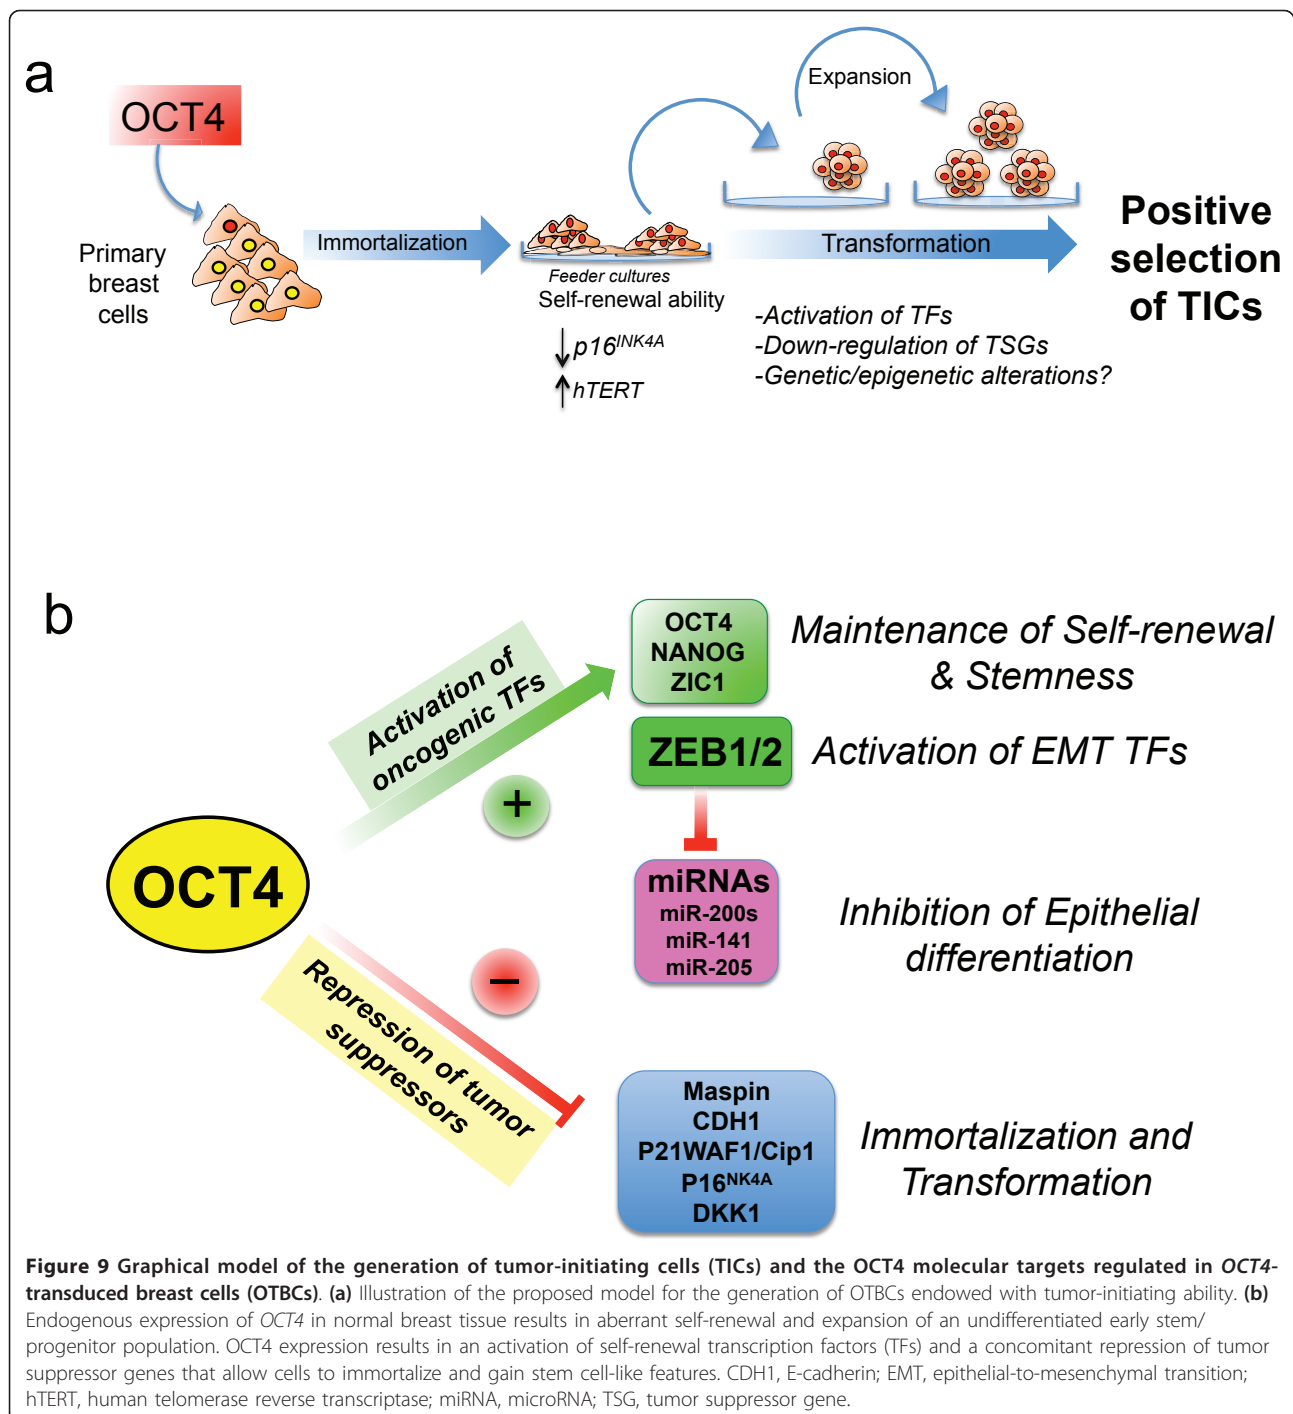 a
OCT4
Primary
breast
cells
Immortalization
Feeder cultures
Self-renewal ability
↓ p16^INK4A
↑ hTERT
Expansion
Transformation
-Activation of TFs
-Down-regulation of TSGs
-Genetic/epigenetic alterations?
Positive
selection
of TICs
b
OCT4
Activation of
oncogenic TFs
+
Repression of tumor
suppressors
−
OCT4
NANOG
ZIC1
Maintenance of Self-renewal
& Stemness
ZEB1/2
Activation of EMT TFs
miRNAs
miR-200s
miR-141
miR-205
Inhibition of Epithelial
differentiation
Maspin
CDH1
P21WAF1/Cip1
P16^NK4A
DKK1
Immortalization and
Transformation
Figure 9 Graphical model of the generation of tumor-initiating cells (TICs) and the OCT4 molecular targets regulated in OCT4-
transduced breast cells (OTBCs). (a) Illustration of the proposed model for the generation of OTBCs endowed with tumor-initiating ability. (b)
Endogenous expression of OCT4 in normal breast tissue results in aberrant self-renewal and expansion of an undifferentiated early stem/
progenitor population. OCT4 expression results in an activation of self-renewal transcription factors (TFs) and a concomitant repression of tumor
suppressor genes that allow cells to immortalize and gain stem cell-like features. CDH1, E-cadherin; EMT, epithelial-to-mesenchymal transition;
hTERT, human telomerase reverse transcriptase; miRNA, microRNA; TSG, tumor suppressor gene.